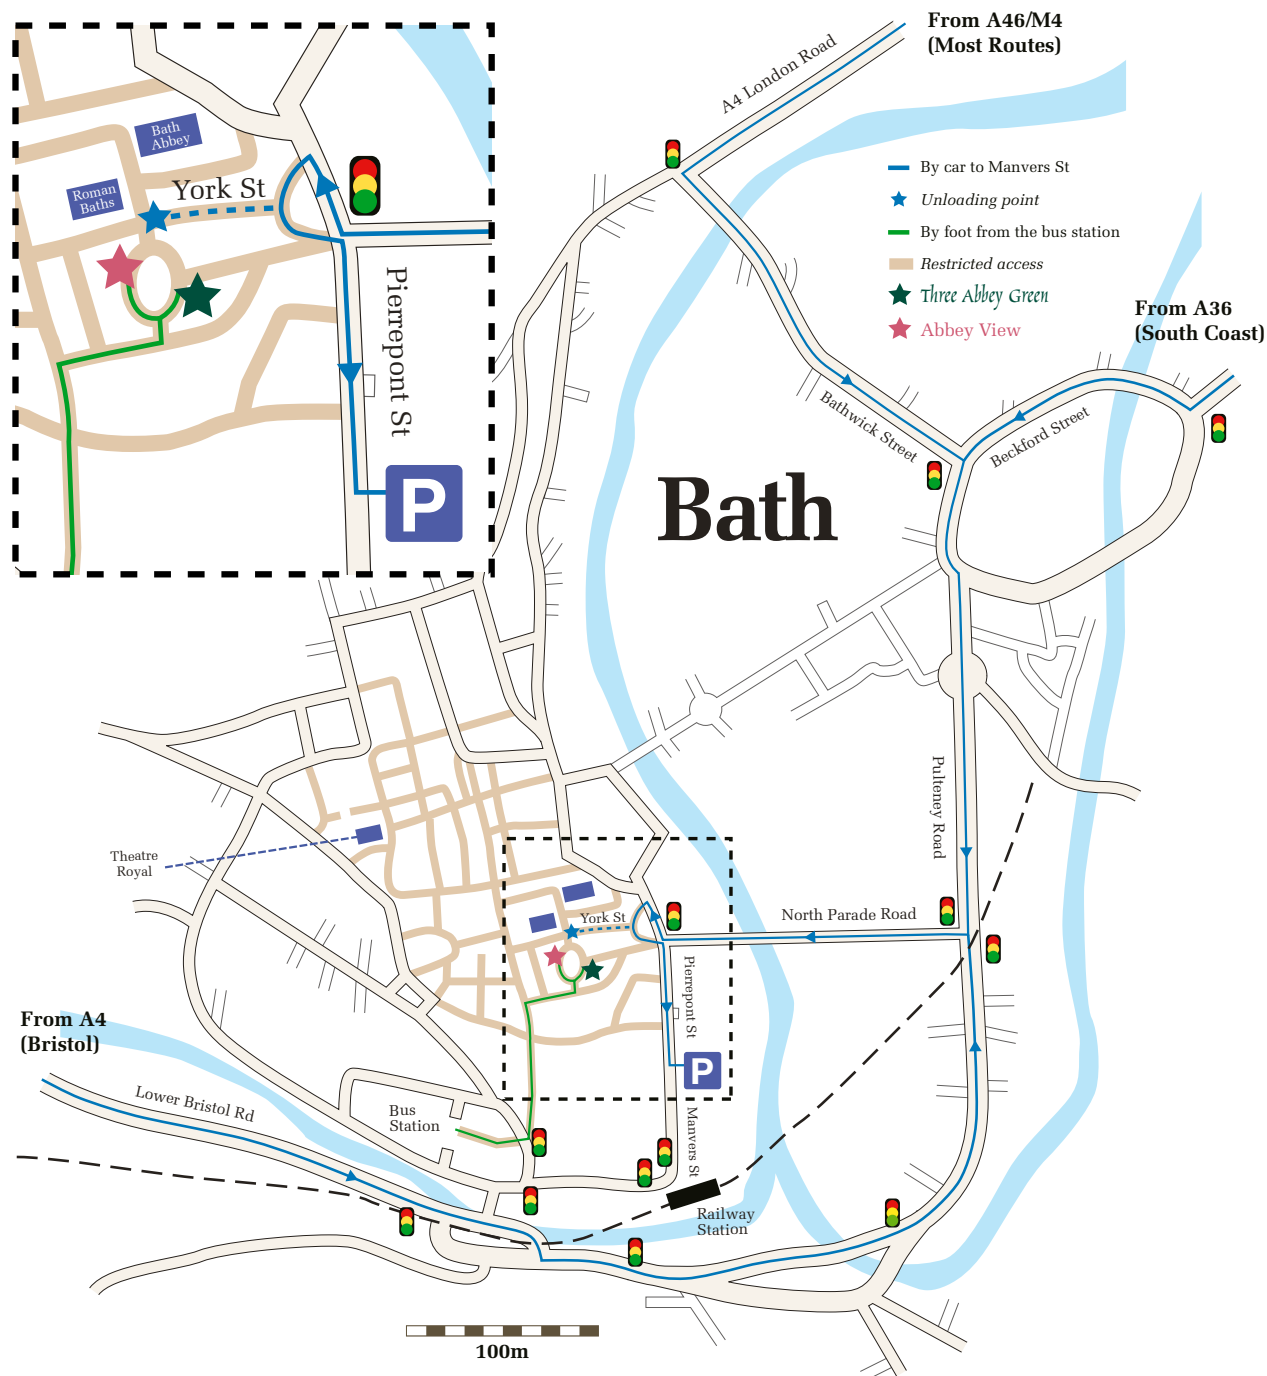 From A46/M4
(Most Routes)
A4 London Road
Bath
Abbey
Roman
Baths
York St
Pierrepont St
P
By car to Manvers St
Unloading point
By foot from the bus station
Restricted access
Three Abbey Green
Abbey View
From A36
(South Coast)
Bathwick Street
Beckford Street
Bath
Pulteney Road
Theatre
Royal
York St
North Parade Road
Pierrepont St
P
From A4
(Bristol)
Lower Bristol Rd
Bus
Station
Manvers St
Railway
Station
100m